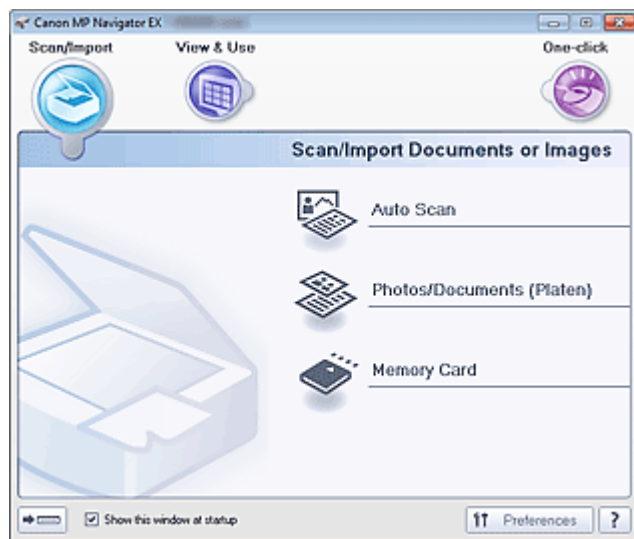 Canon MP Navigator EX
Scan/Import
View & Use
One-click
Scan/Import Documents or Images
Auto Scan
Photos/Documents (Platen)
Memory Card
Show this window at startup
Preferences
?